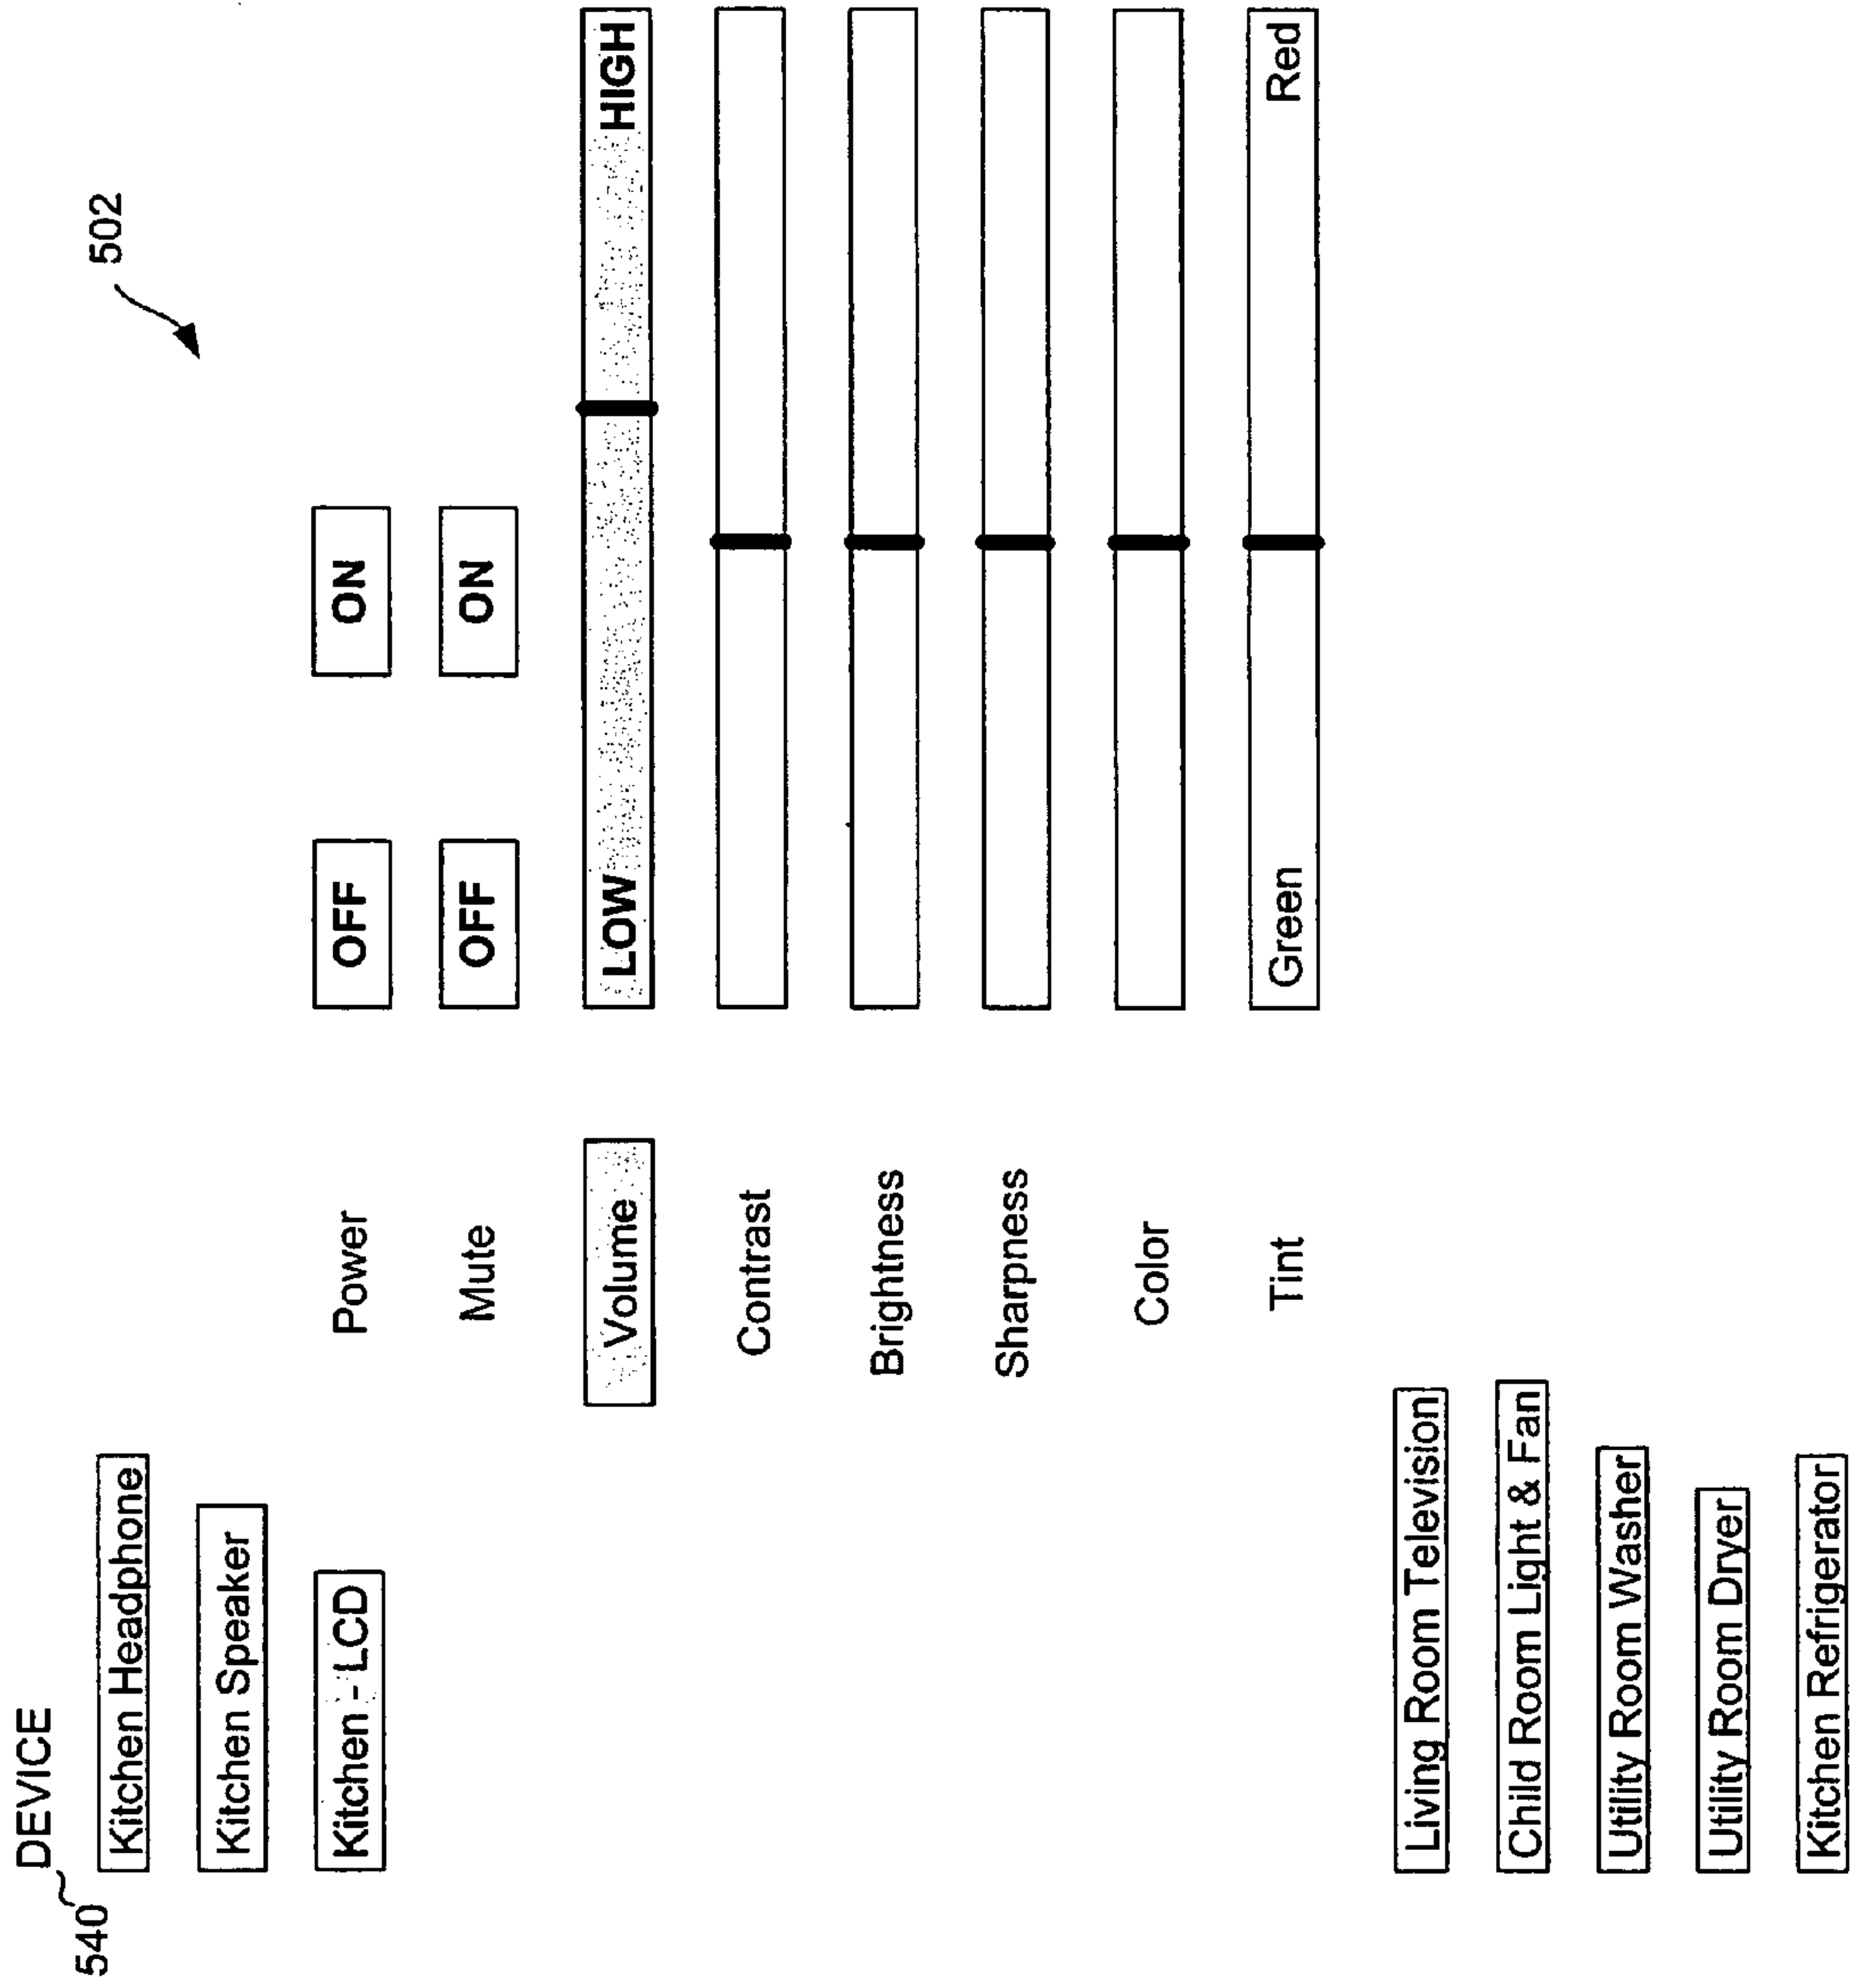 502
540
DEVICE
Kitchen Headphone
Kitchen Speaker
Kitchen - LCD
Power OFF ON
Mute OFF ON
Volume LOW HIGH
Contrast
Brightness
Sharpness
Color
Tint Green Red
Living Room Television
Child Room Light & Fan
Utility Room Washer
Utility Room Dryer
Kitchen Refrigerator